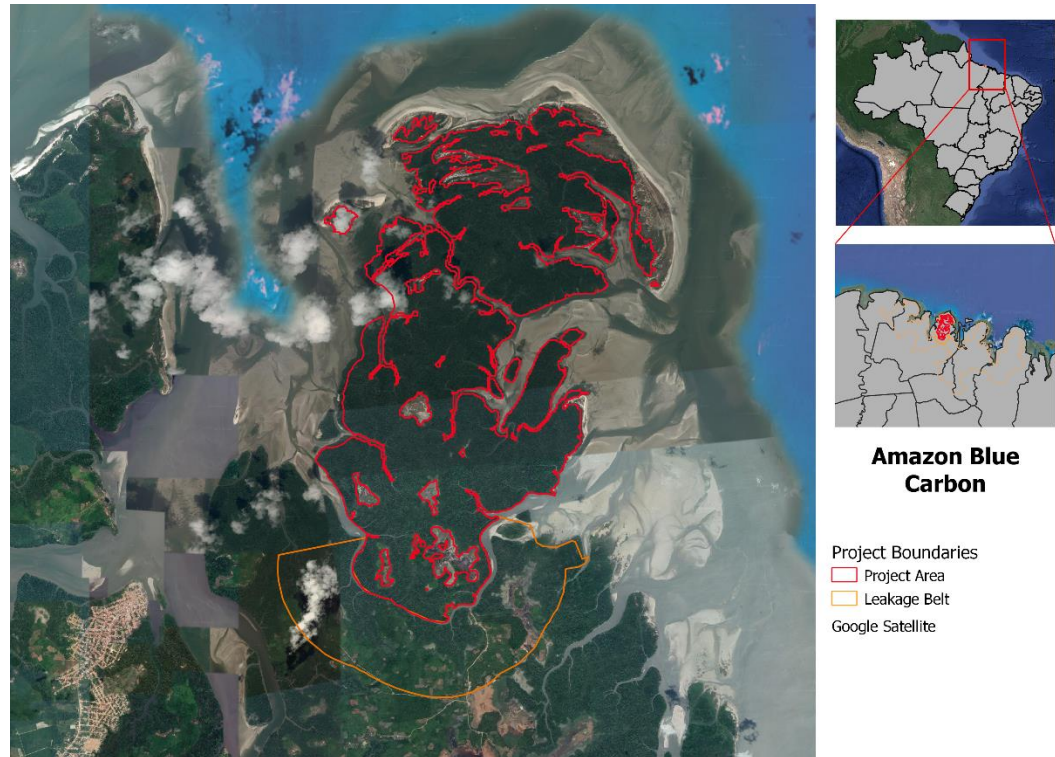 Amazon Blue
Carbon
Project Boundaries
Project Area
Leakage Belt
Google Satellite